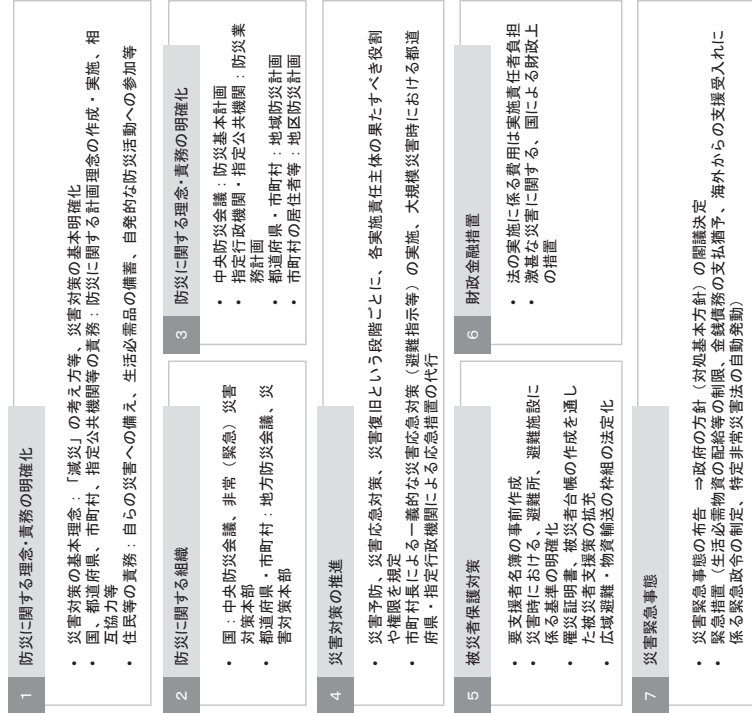 1 防災に関する理念･責務の明確化
• 災害対策の基本理念：「減災」の考え方等、災害対策の基本明確化
• 国、都道府県、市町村、指定公共機関等の責務：防災に関する計画理念の作成・実施、相
互協力等
• 住民等の責務：自らの災害への備え、生活必需品の備蓄、自発的な防災活動への参加等
2 防災に関する組織
• 国：中央防災会議、非常（緊急）災害
対策本部
• 都道府県・市町村：地方防災会議、災
害対策本部
3 防災に関する理念･責務の明確化
• 中央防災会議：防災基本計画
• 指定行政機関・指定公共機関：防災業
務計画
• 都道府県・市町村：地域防災計画
• 市町村の居住者等：地区防災計画
4 災害対策の推進
• 災害予防、災害応急対策、災害復旧という段階ごとに、各実施責任主体の果たすべき役割
や権限を規定
• 市町村長による一義的な災害応急対策（避難指示等）の実施、大規模災害時における都道
府県・指定行政機関による応急措置の代行
5 被災者保護対策
• 要支援者名簿の事前作成
• 災害時における、避難所、避難施設に
係る基準の明確化
• 罹災証明書、被災者台帳の作成を通し
た被災者支援策の拡充
• 広域避難・物資輸送の枠組の法定化
6 財政金融措置
• 法の実施に係る費用は実施責任者負担
• 激甚な災害に関する、国による財政上
の措置
7 災害緊急事態
• 災害緊急事態の布告 ⇒政府の方針（対処基本方針）の閣議決定
• 緊急措置（生活必需物資の配給等の制限、金銭債務の支払猶予、海外からの支援受入れに
係る緊急政令の制定、特定非常災害法の自動発動）